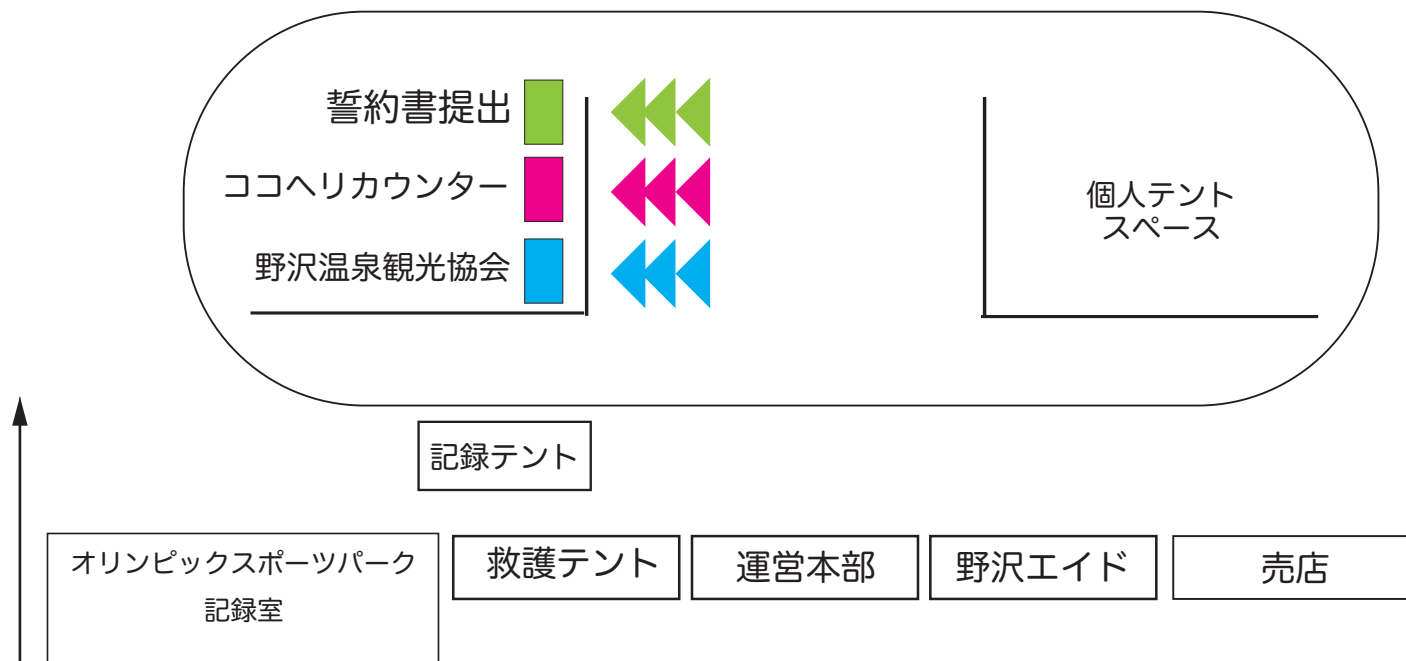 誓約書提出
ココヘリカウンター
野沢温泉観光協会
個人テント
スペース
記録テント
オリンピックスポーツパーク
記録室
救護テント
運営本部
野沢エイド
売店